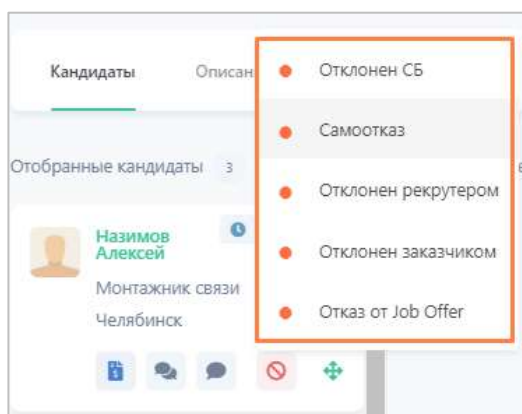 Кандидаты
Описан
Отобранные кандидаты 3
Назимов
Алексей
Монтажник связи
Челябинск
Отклонен СБ
Самоотказ
Отклонен рекрутером
Отклонен заказчиком
Отказ от Job Offer